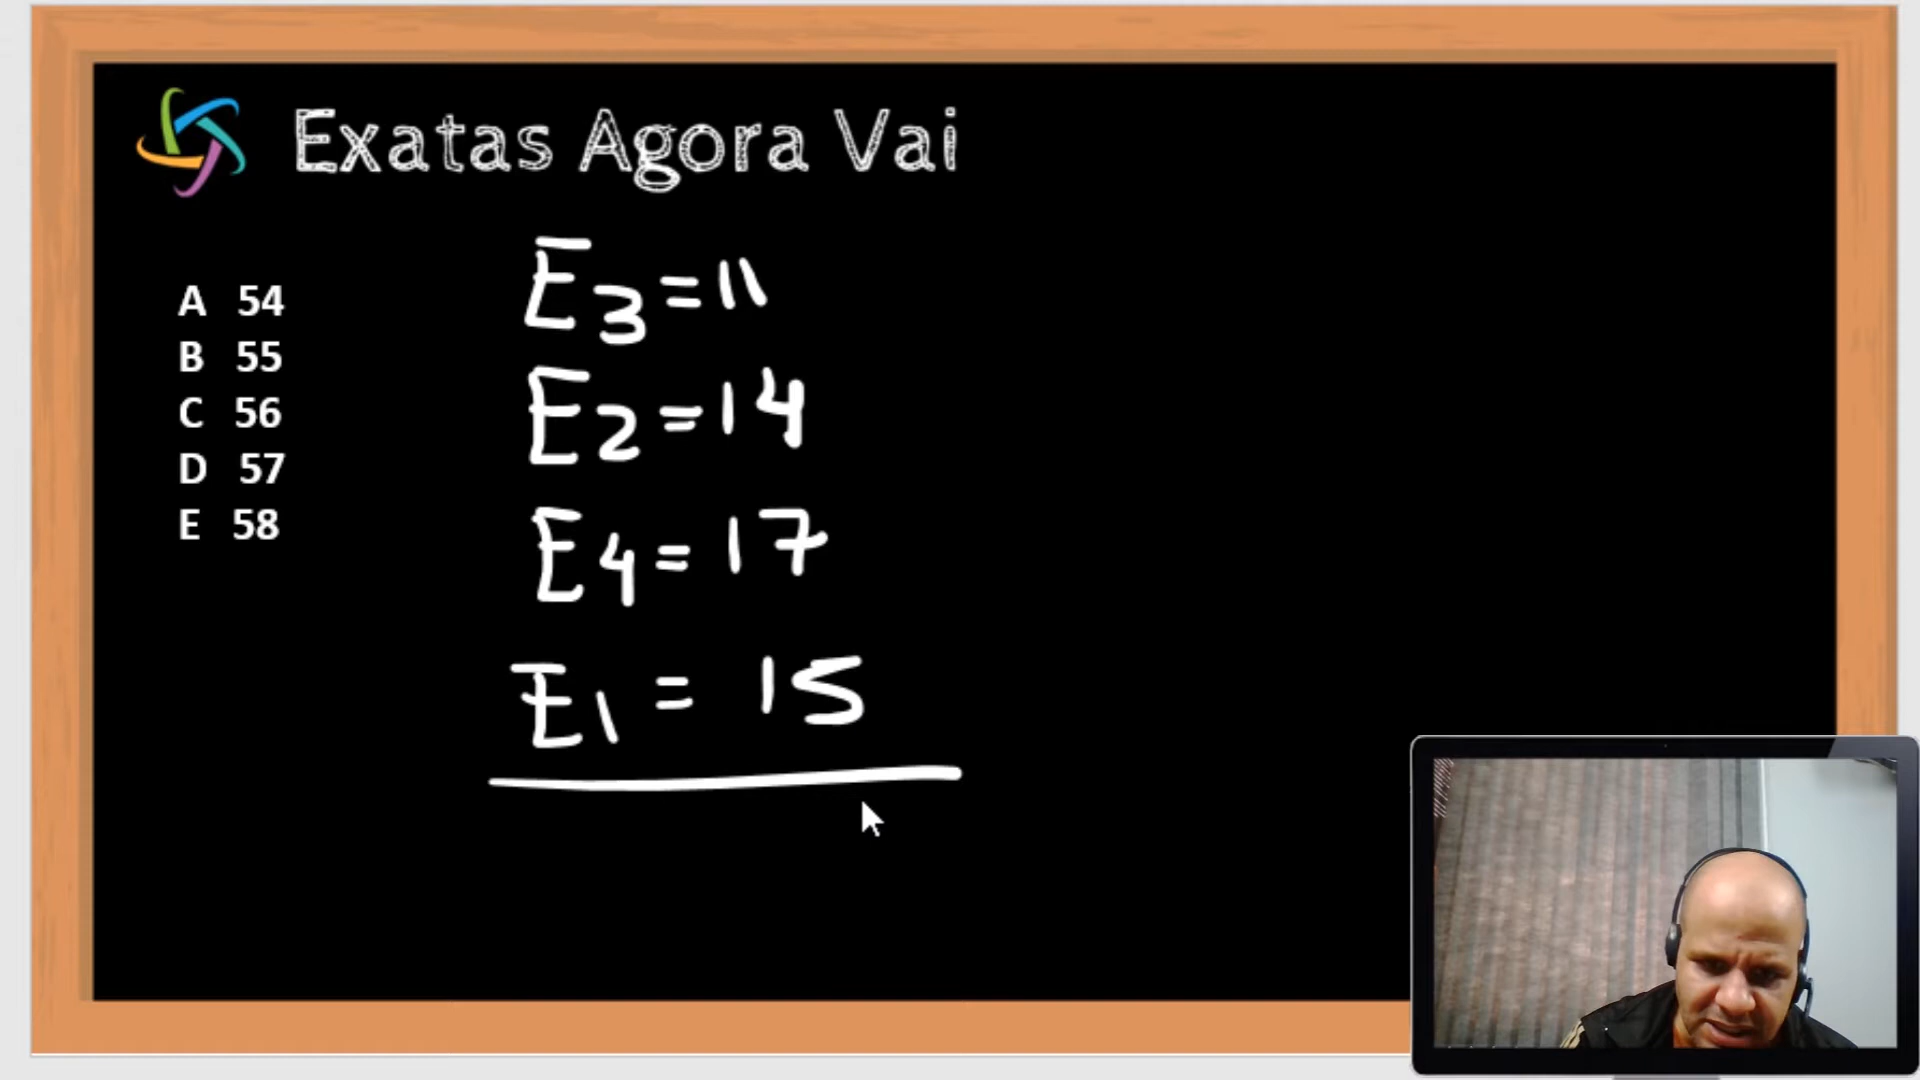 Exatas Agora Vai
A 54
B 55
C 56
D 57
E 58
E3 = 11
E2 = 14
E4 = 17
E1 = 15